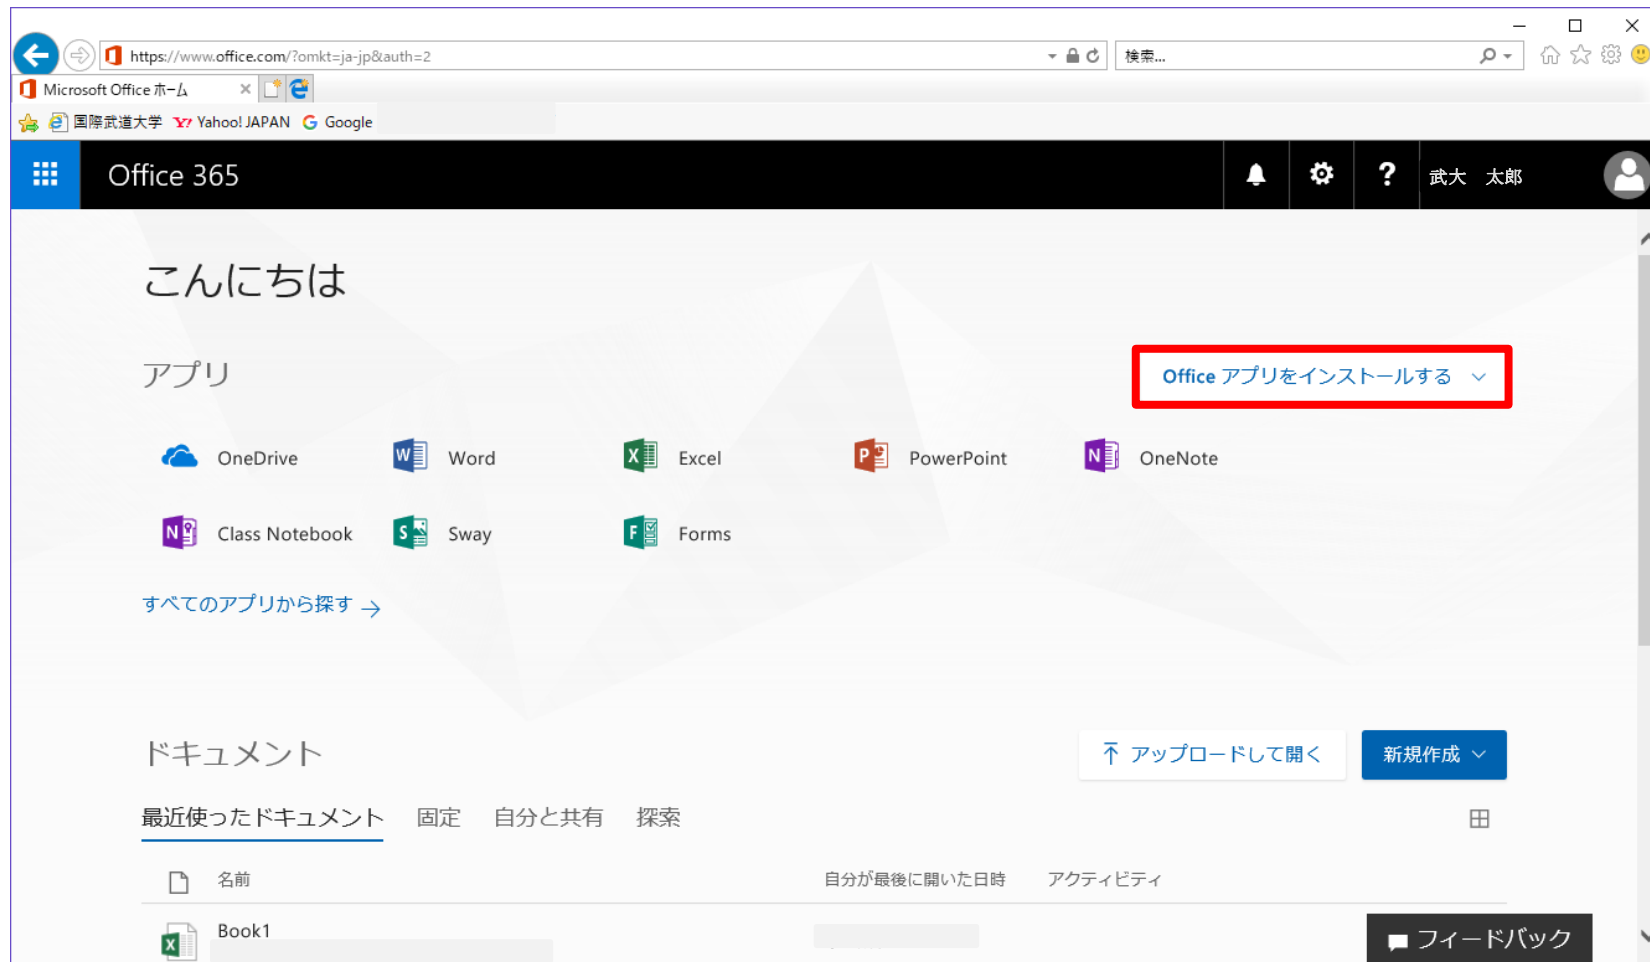 https://www.office.com/?omkt=ja-jp&auth=2
検索...
Microsoft Office ホーム
国際武道大学 Yahoo! JAPAN Google
Office 365
? 武大 太郎
こんにちは
アプリ
Office アプリをインストールする
OneDrive Word Excel PowerPoint OneNote
Class Notebook Sway Forms
すべてのアプリから探す →
ドキュメント
アップロードして開く 新規作成
最近使ったドキュメント 固定 自分と共有 探索
名前 自分が最後に開いた日時 アクティビティ
Book1
フィードバック